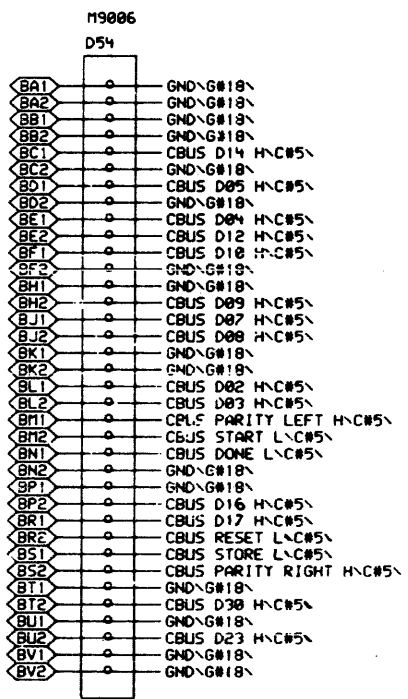 M9006
D54
BA1 GND\G#18\
BA2 GND\G#18\
BB1 GND\G#18\
BB2 GND\G#18\
BC1 CBUS D14 H\C#5\
BC2 GND\G#18\
BD1 CBUS D05 H\C#5\
BD2 GND\G#18\
BE1 CBUS D04 H\C#5\
BE2 CBUS D12 H\C#5\
BF1 CBUS D10 H\C#5\
BF2 GND\G#18\
BH1 GND\G#18\
BH2 CBUS D09 H\C#5\
BJ1 CBUS D07 H\C#5\
BJ2 CBUS D08 H\C#5\
BK1 GND\G#18\
BK2 GND\G#18\
BL1 CBUS D02 H\C#5\
BL2 CBUS D03 H\C#5\
BM1 CBUS PARITY LEFT H\C#5\
BM2 CBUS START L\C#5\
BN1 CBUS DONE L\C#5\
BN2 GND\G#18\
BP1 GND\G#18\
BP2 CBUS D16 H\C#5\
BR1 CBUS D17 H\C#5\
BR2 CBUS RESET L\C#5\
BS1 CBUS STORE L\C#5\
BS2 CBUS PARITY RIGHT H\C#5\
BT1 GND\G#18\
BT2 CBUS D30 H\C#5\
BU1 GND\G#18\
BU2 CBUS D23 H\C#5\
BV1 GND\G#18\
BV2 GND\G#18\